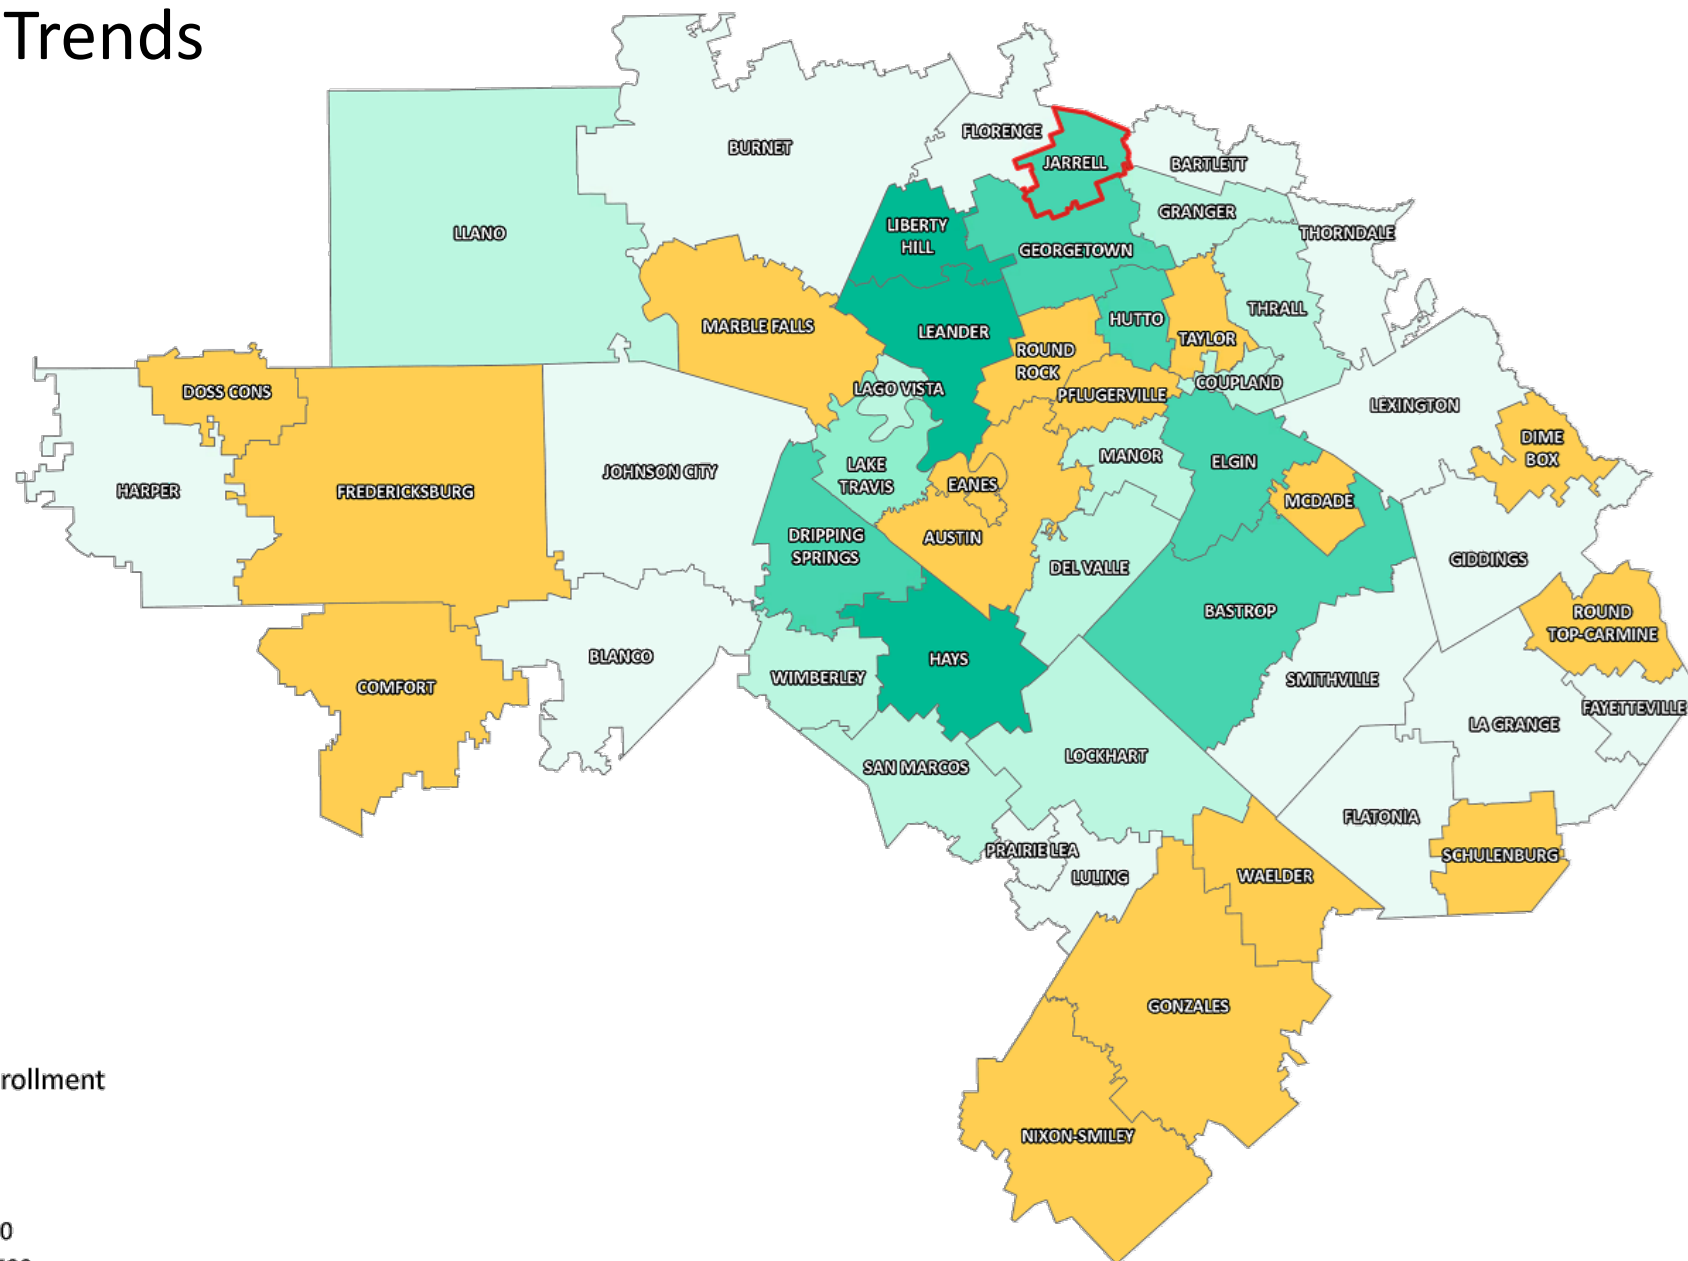 Trends
BURNET
FLORENCE
JARRELL
BARTLETT
LLANO
LIBERTY
HILL
GRANGER
GEORGETOWN
THORNDALE
MARBLE FALLS
LEANDER
HUTTO
THRALL
TAYLOR
ROUND
ROCK
DOSS CONS
LAGO VISTA
PFLUGERVILLE
COUPLAND
LEXINGTON
DIME
BOX
HARPER
FREDERICKSBURG
JOHNSON CITY
LAKE
TRAVIS
EANES
MANOR
ELGIN
MCDADE
DRIPPING
SPRINGS
AUSTIN
DEL VALLE
GIDDINGS
BASTROP
ROUND
TOP-CARMINE
COMFORT
BLANCO
WIMBERLEY
HAYS
SMITHVILLE
FAYETTEVILLE
LA GRANGE
SAN MARCOS
LOCKHART
FLATONIA
PRAIRIE LEA
LULING
WAELDER
SCHULENBURG
GONZALES
rollment
NIXON-SMILEY
0